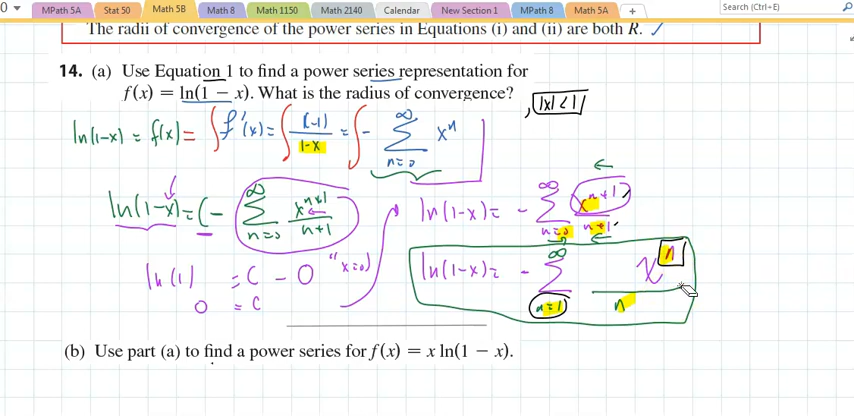 0 MPath 5A Stat 50 Math 5B Math 8 Math 1150 Math 2140 Calendar New Section 1 MPath 8 Math 5A + Search (Ctrl+E)
The radii of convergence of the power series in Equations (i) and (ii) are both R. ✓
14. (a) Use Equation 1 to find a power series representation for
f(x) = ln(1 − x). What is the radius of convergence? , |x| < 1
ln(1-x) = f(x) = ∫ f'(x) = ∫ 1(-1) / 1-x = ∫ - ∑ n=0 ∞ x^n
ln(1-x) = C - ∑ n=0 ∞ x^{n+1} / n+1
ln(1-x) = - ∑ n=0 ∞ x^{n+1} / n+1
ln(1) = C - 0 "x=0)
0 = C
ln(1-x) = - ∑ n=1 ∞ x^n / n
(b) Use part (a) to find a power series for f(x) = x ln(1 − x).